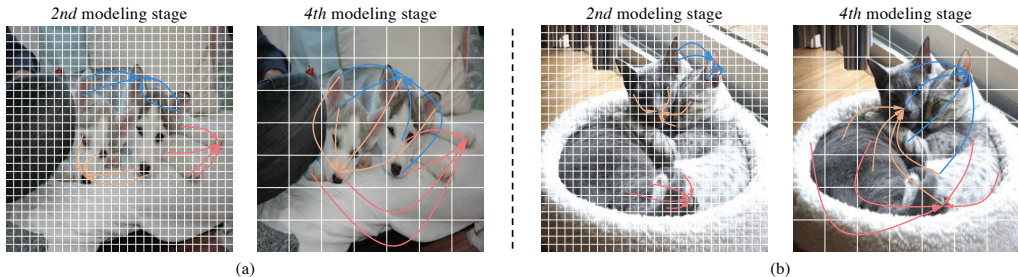 2nd modeling stage
4th modeling stage
2nd modeling stage
4th modeling stage
(a)
(b)